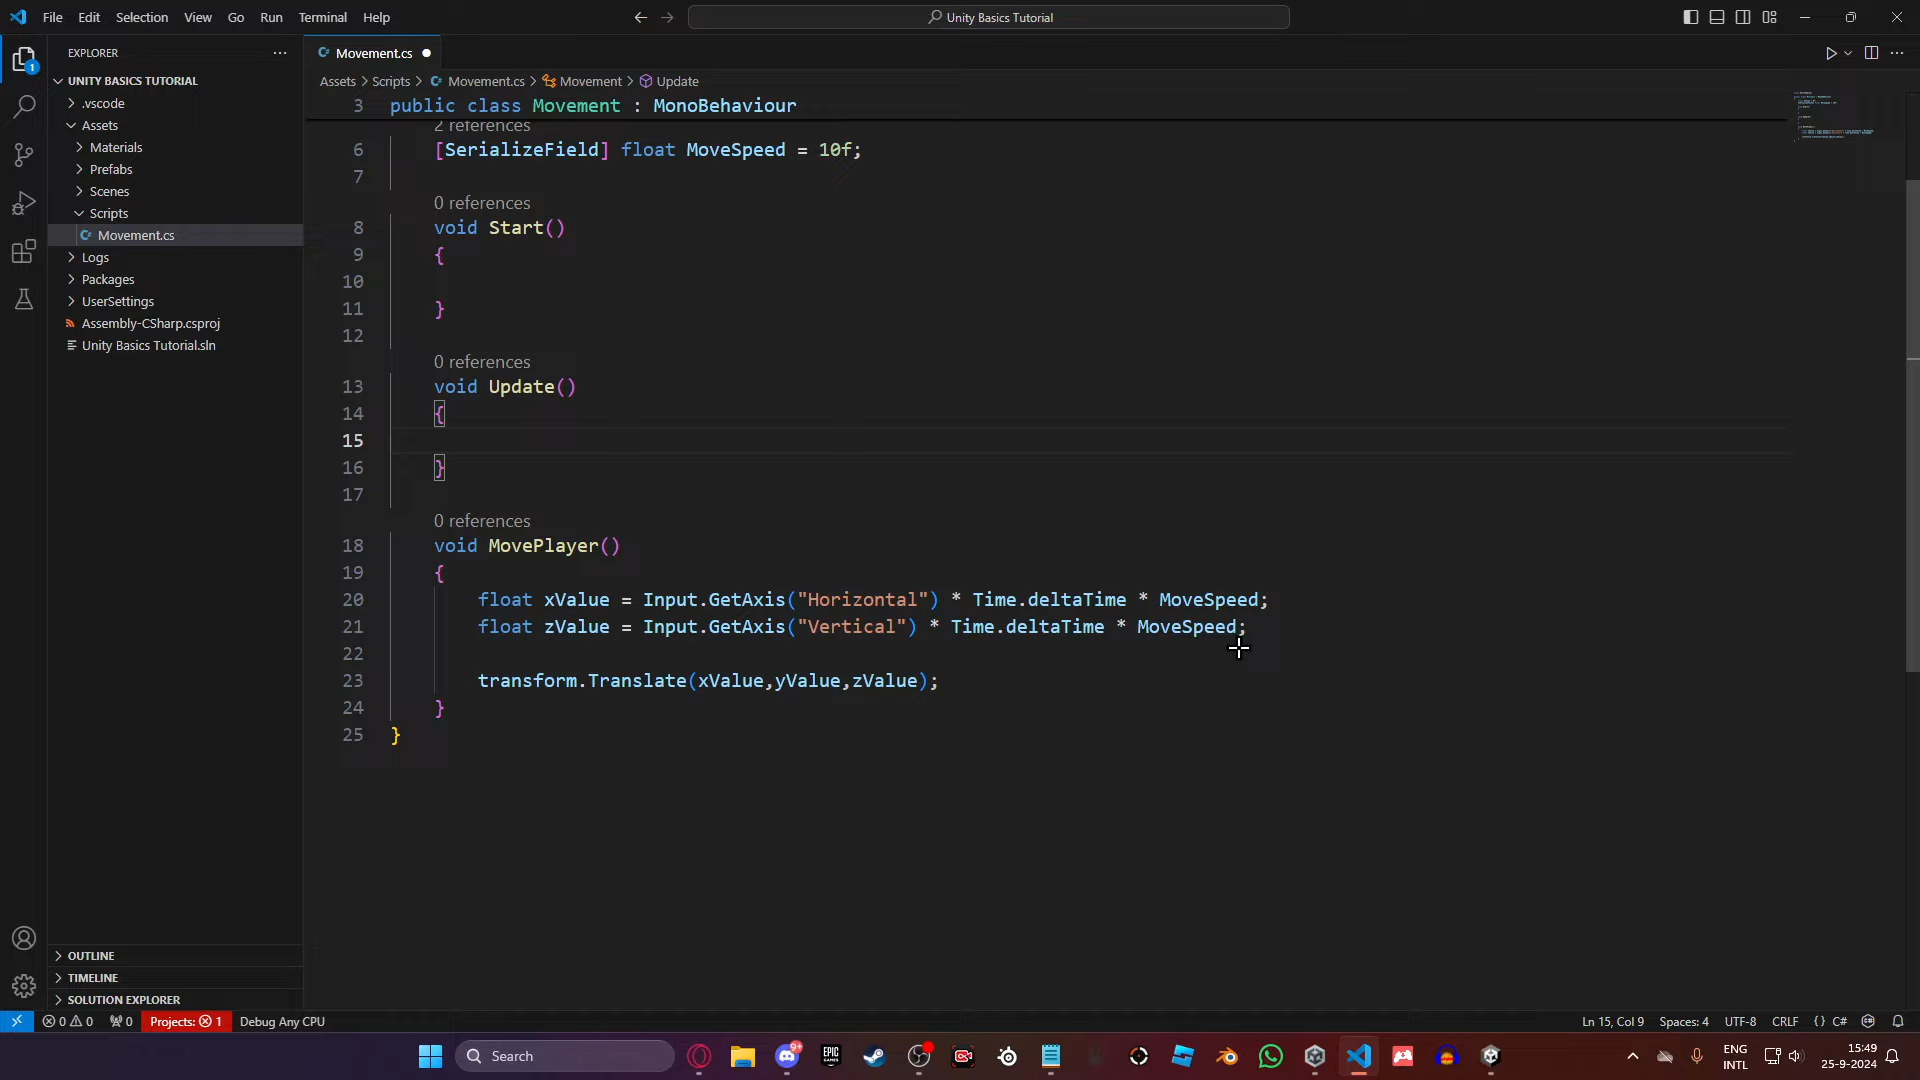 File Edit Selection View Go Run Terminal Help
Unity Basics Tutorial
EXPLORER
Movement.cs
UNITY BASICS TUTORIAL
Assets > Scripts > Movement.cs > Movement > Update
.vscode
3 public class Movement : MonoBehaviour
Assets
2 references
Materials
6 [SerializeField] float MoveSpeed = 10f;
Prefabs
7
Scenes
0 references
Scripts
8 void Start()
Movement.cs
9 {
Logs
10
Packages
11 }
UserSettings
12
Assembly-CSharp.csproj
Unity Basics Tutorial.sln
0 references
13 void Update()
14 {
15
16 }
17
0 references
18 void MovePlayer()
19 {
20 float xValue = Input.GetAxis("Horizontal") * Time.deltaTime * MoveSpeed;
21 float zValue = Input.GetAxis("Vertical") * Time.deltaTime * MoveSpeed;
22
23 transform.Translate(xValue,yValue,zValue);
24 }
25 }
OUTLINE
TIMELINE
SOLUTION EXPLORER
1
0 0 0 Projects: 1 Debug Any CPU
Ln 15, Col 9 Spaces: 4 UTF-8 CRLF {} C#
Search
9+
EPIC GAMES
ENG INTL
15:49
25-9-2024